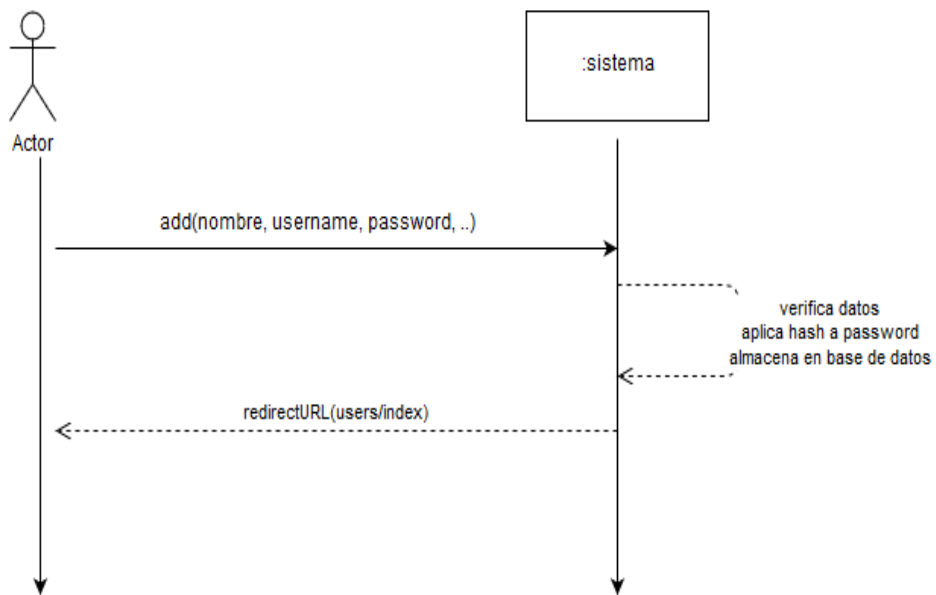 :sistema
Actor
add(nombre, username, password, ..)
verifica datos
aplica hash a password
almacena en base de datos
redirectURL(users/index)